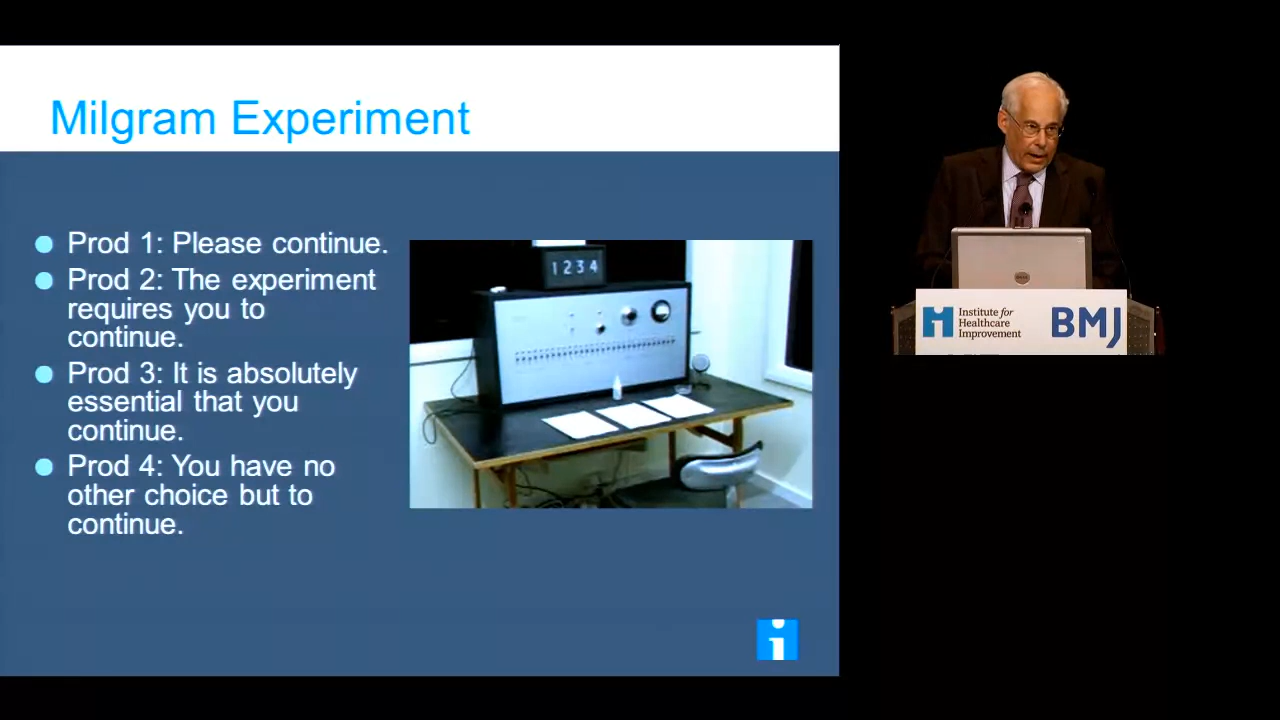 Milgram Experiment
Prod 1: Please continue.
Prod 2: The experiment
requires you to
continue.
Prod 3: It is absolutely
essential that you
continue.
Prod 4: You have no
other choice but to
continue.
1234
Institute for
Healthcare
Improvement
BMJ